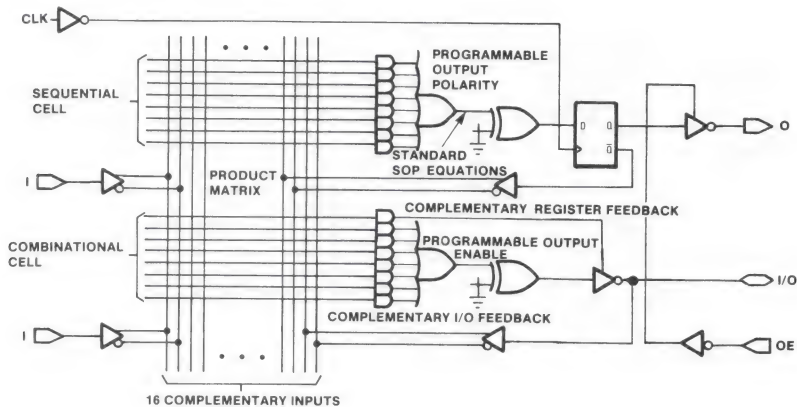 CLK
SEQUENTIAL
CELL
PROGRAMMABLE
OUTPUT
POLARITY
D Q
Q̅
O
STANDARD
SOP EQUATIONS
I
PRODUCT
MATRIX
COMPLEMENTARY REGISTER FEEDBACK
COMBINATIONAL
CELL
PROGRAMMABLE OUTPUT
ENABLE
I/O
COMPLEMENTARY I/O FEEDBACK
I
OE
16 COMPLEMENTARY INPUTS